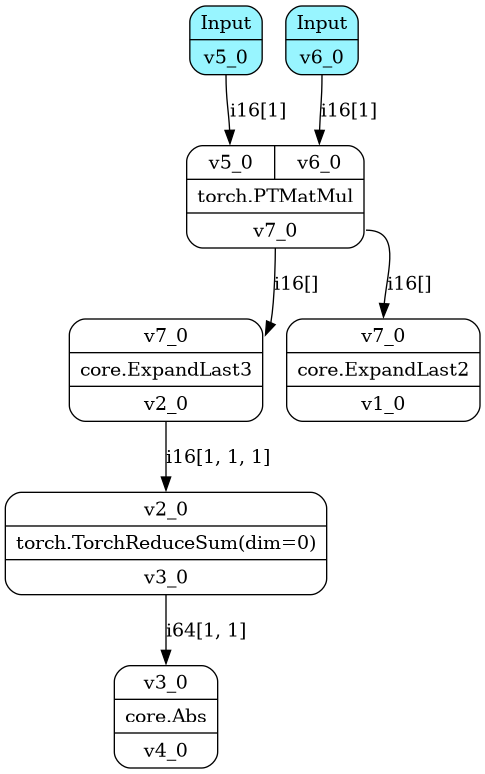 Input
v5_0
Input
v6_0
i16[1]
i16[1]
v5_0
v6_0
torch.PTMatMul
v7_0
i16[]
i16[]
v7_0
core.ExpandLast3
v2_0
v7_0
core.ExpandLast2
v1_0
i16[1, 1, 1]
v2_0
torch.TorchReduceSum(dim=0)
v3_0
i64[1, 1]
v3_0
core.Abs
v4_0